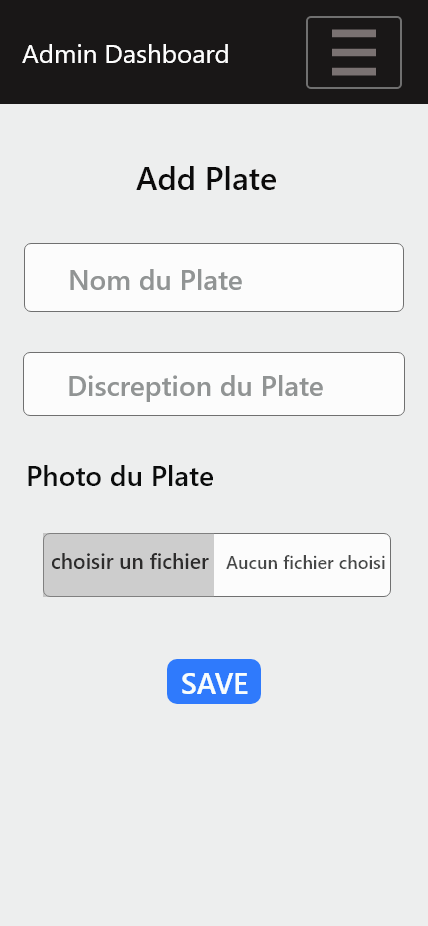 Admin Dashboard
Add Plate
Nom du Plate
Discreption du Plate
Photo du Plate
choisir un fichier Aucun fichier choisi
SAVE